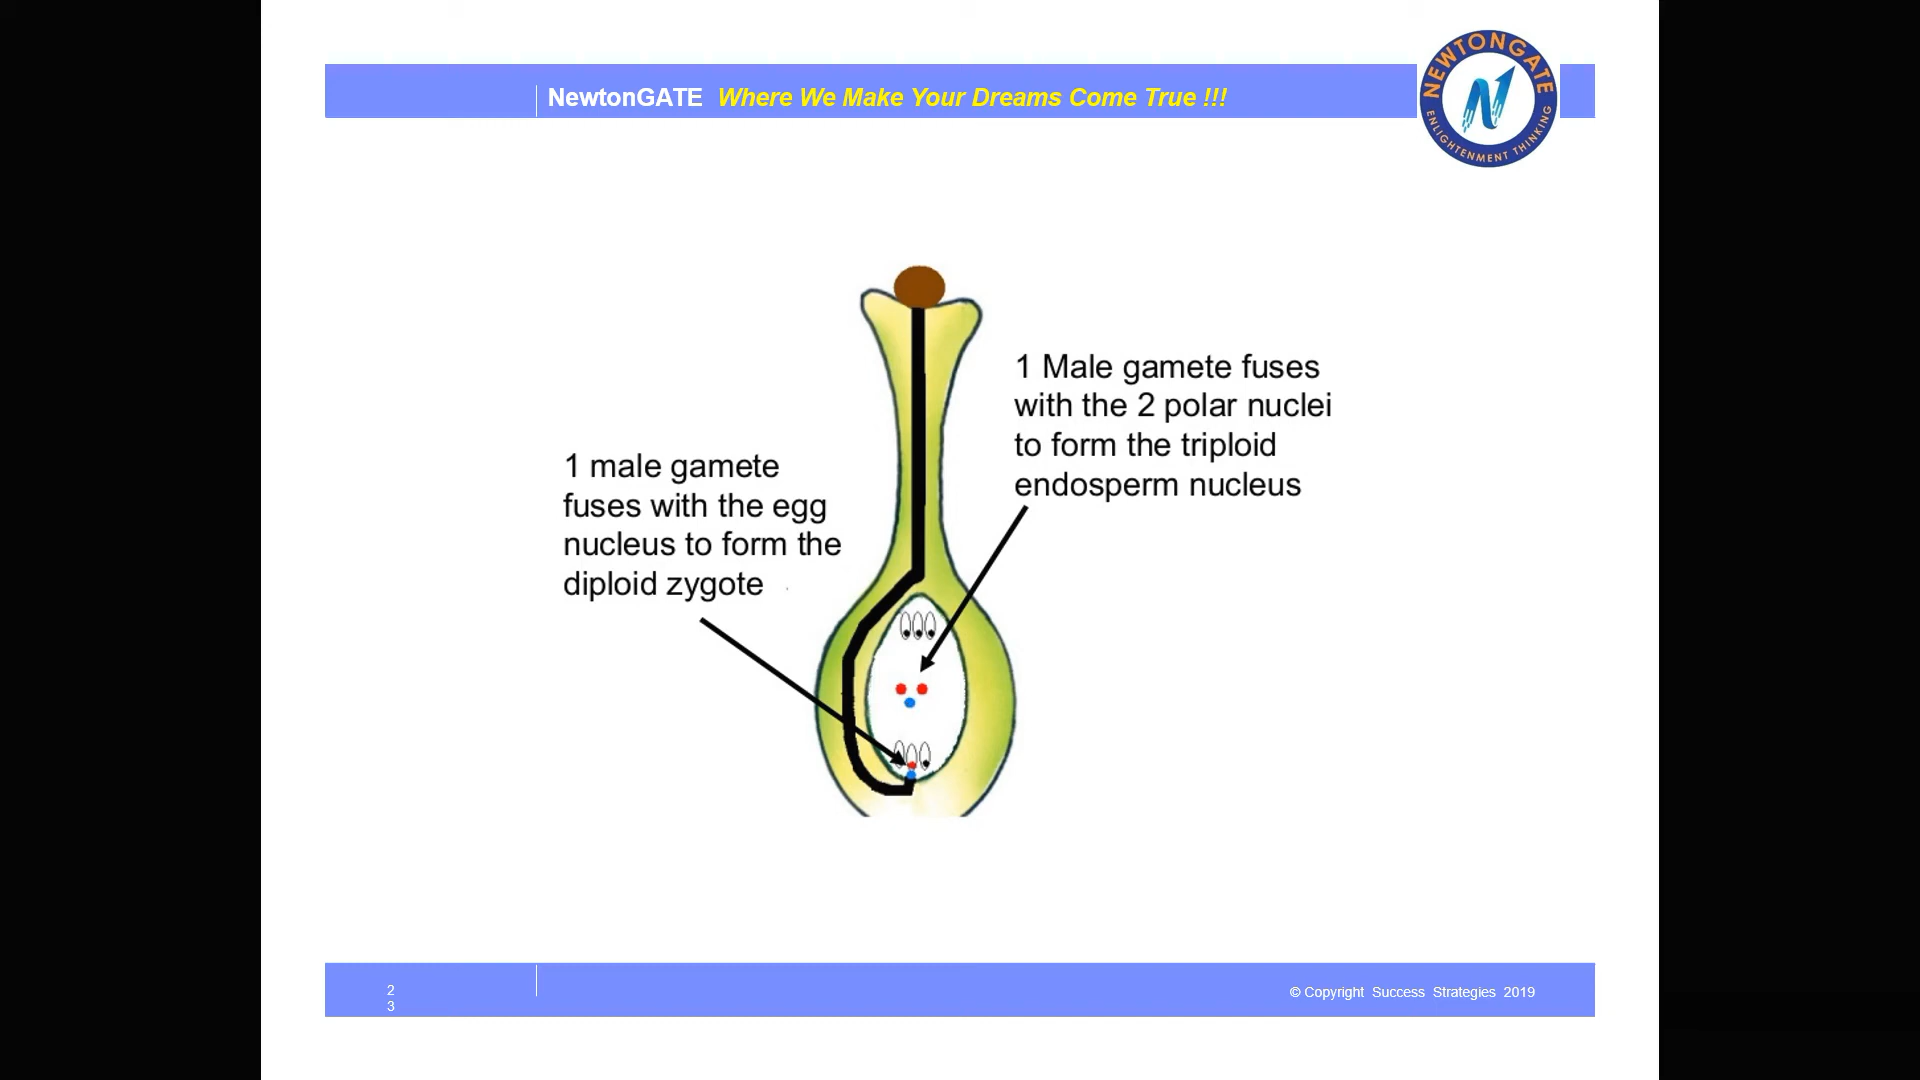 NewtonGATE Where We Make Your Dreams Come True !!!
NEWTONGATE
ENLIGHTENMENT THINKING
1 Male gamete fuses
with the 2 polar nuclei
to form the triploid
endosperm nucleus
1 male gamete
fuses with the egg
nucleus to form the
diploid zygote
2
3
© Copyright Success Strategies 2019